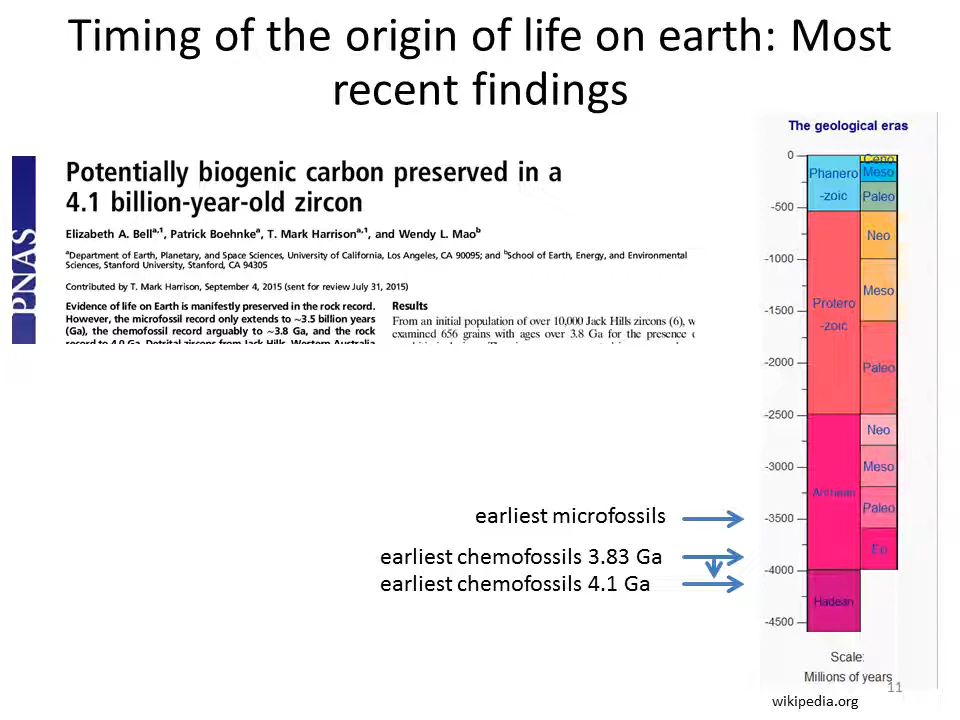 Timing of the origin of life on earth: Most
recent findings
PNAS
Potentially biogenic carbon preserved in a
4.1 billion-year-old zircon
Elizabeth A. Bell^a,1, Patrick Boehnke^a, T. Mark Harrison^a,1, and Wendy L. Mao^b
^aDepartment of Earth, Planetary, and Space Sciences, University of California, Los Angeles, CA 90095; and ^bSchool of Earth, Energy, and Environmental
Sciences, Stanford University, Stanford, CA 94305
Contributed by T. Mark Harrison, September 4, 2015 (sent for review July 31, 2015)
Evidence of life on Earth is manifestly preserved in the rock record.
However, the microfossil record only extends to ~3.5 billion years
(Ga), the chemofossil record arguably to ~3.8 Ga, and the rock
record to 4.0 Ga. Detrital zircons from Jack Hills, Western Australia
Results
From an initial population of over 10,000 Jack Hills zircons (6), w
examined 656 grains with ages over 3.8 Ga for the presence
earliest microfossils
earliest chemofossils 3.83 Ga
earliest chemofossils 4.1 Ga
The geological eras
0
-500
-1000
-1500
-2000
-2500
-3000
-3500
-4000
-4500
Phanero
-zoic
Protero
-zoic
Archean
Hadean
Ceno
Meso
Paleo
Neo
Meso
Paleo
Neo
Meso
Paleo
Eo
Scale:
Millions of years
11
wikipedia.org